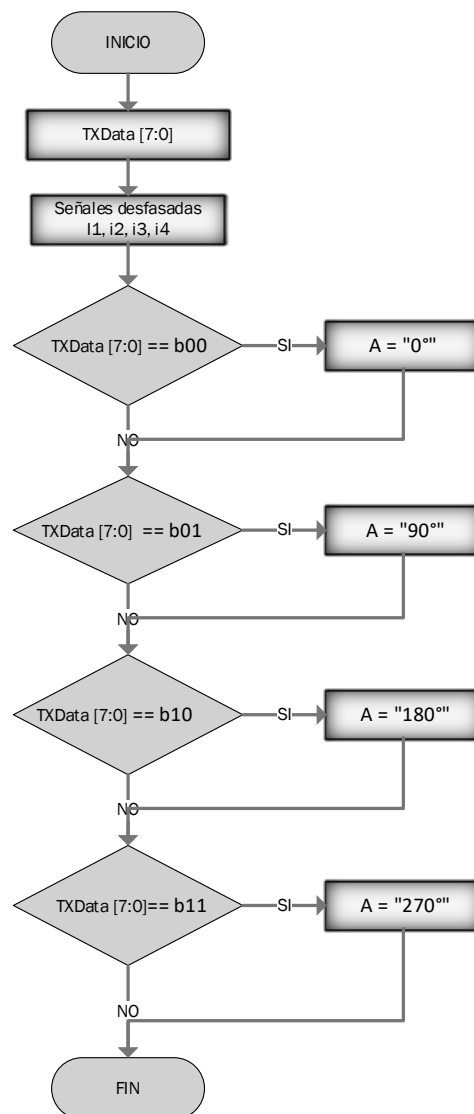 INICIO
TXData [7:0]
Señales desfasadas
I1, i2, i3, i4
TXData [7:0] == b00
SI
A = "0°"
NO
TXData [7:0] == b01
SI
A = "90°"
NO
TXData [7:0] == b10
SI
A = "180°"
NO
TXData [7:0]== b11
SI
A = "270°"
NO
FIN